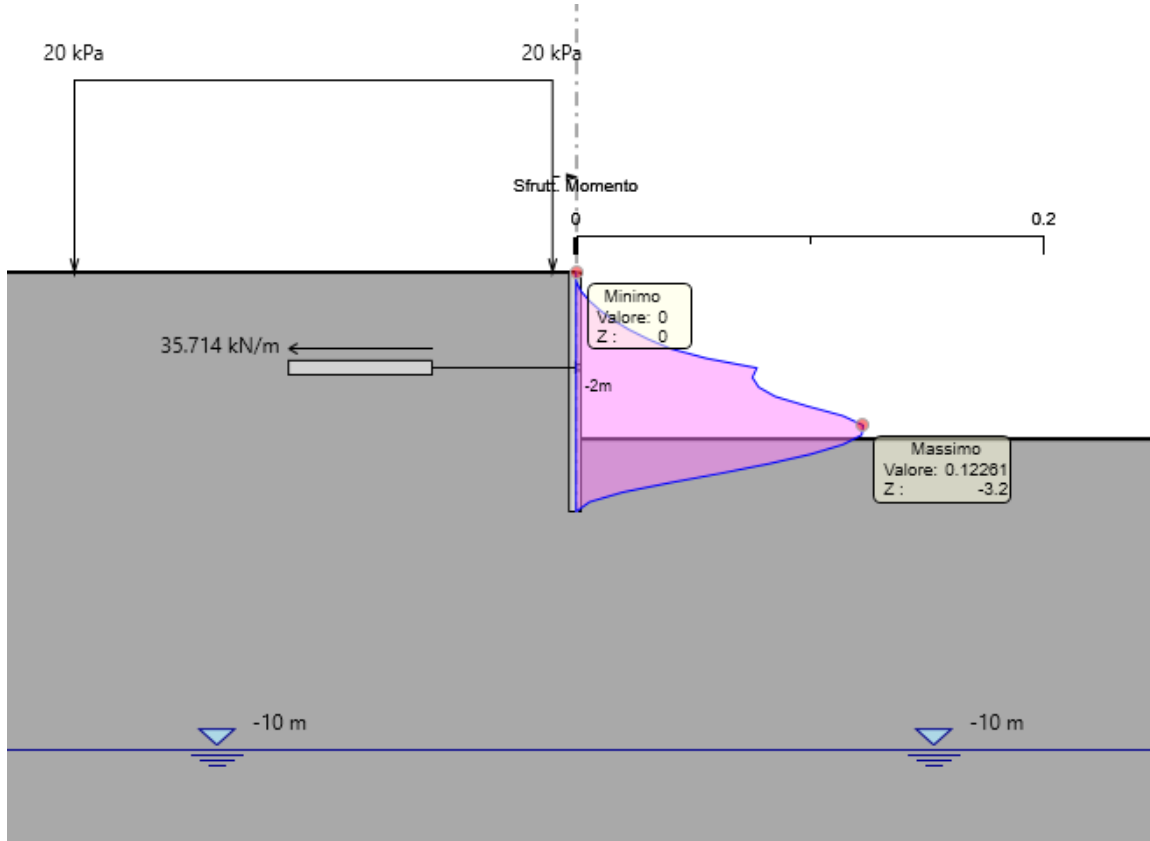 20 kPa
20 kPa
Sfrutt. Momento
0
0.2
Minimo
Valore: 0
Z : 0
35.714 kN/m
-2m
Massimo
Valore: 0.12261
Z : -3.2
-10 m
-10 m